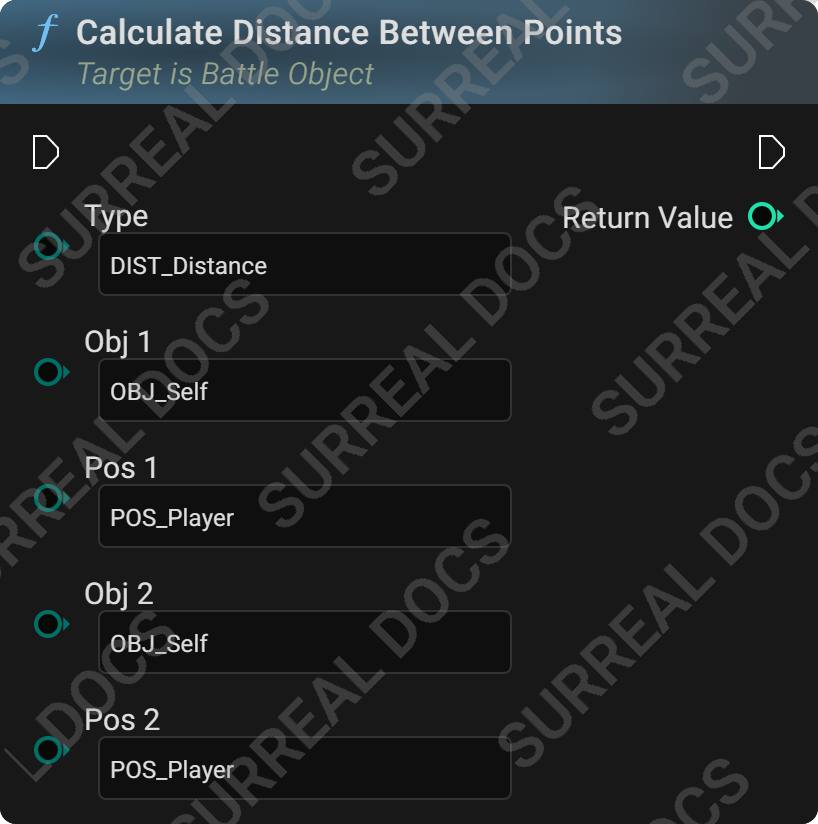 f Calculate Distance Between Points
Target is Battle Object
Type
Return Value
DIST_Distance
Obj 1
OBJ_Self
Pos 1
POS_Player
Obj 2
OBJ_Self
Pos 2
POS_Player
SURREAL DOCS
SURREAL DOCS
SURREAL DOCS
SURREAL DOCS
SURREAL DOCS
SURREAL DOCS